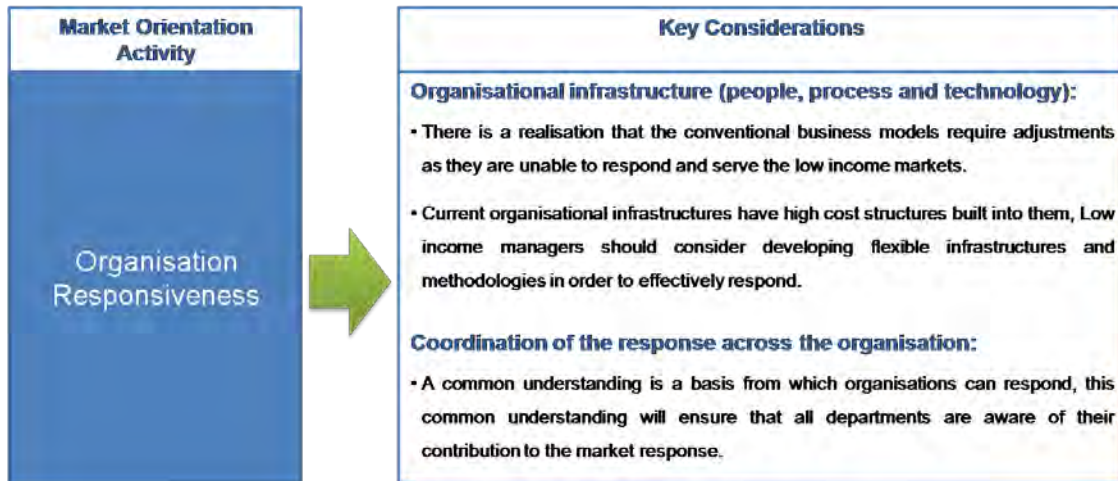 Market Orientation
Activity
Organisation
Responsiveness
Key Considerations
Organisational infrastructure (people, process and technology):
• There is a realisation that the conventional business models require adjustments
as they are unable to respond and serve the low income markets.
• Current organisational infrastructures have high cost structures built into them, Low
income managers should consider developing flexible infrastructures and
methodologies in order to effectively respond.
Coordination of the response across the organisation:
• A common understanding is a basis from which organisations can respond, this
common understanding will ensure that all departments are aware of their
contribution to the market response.